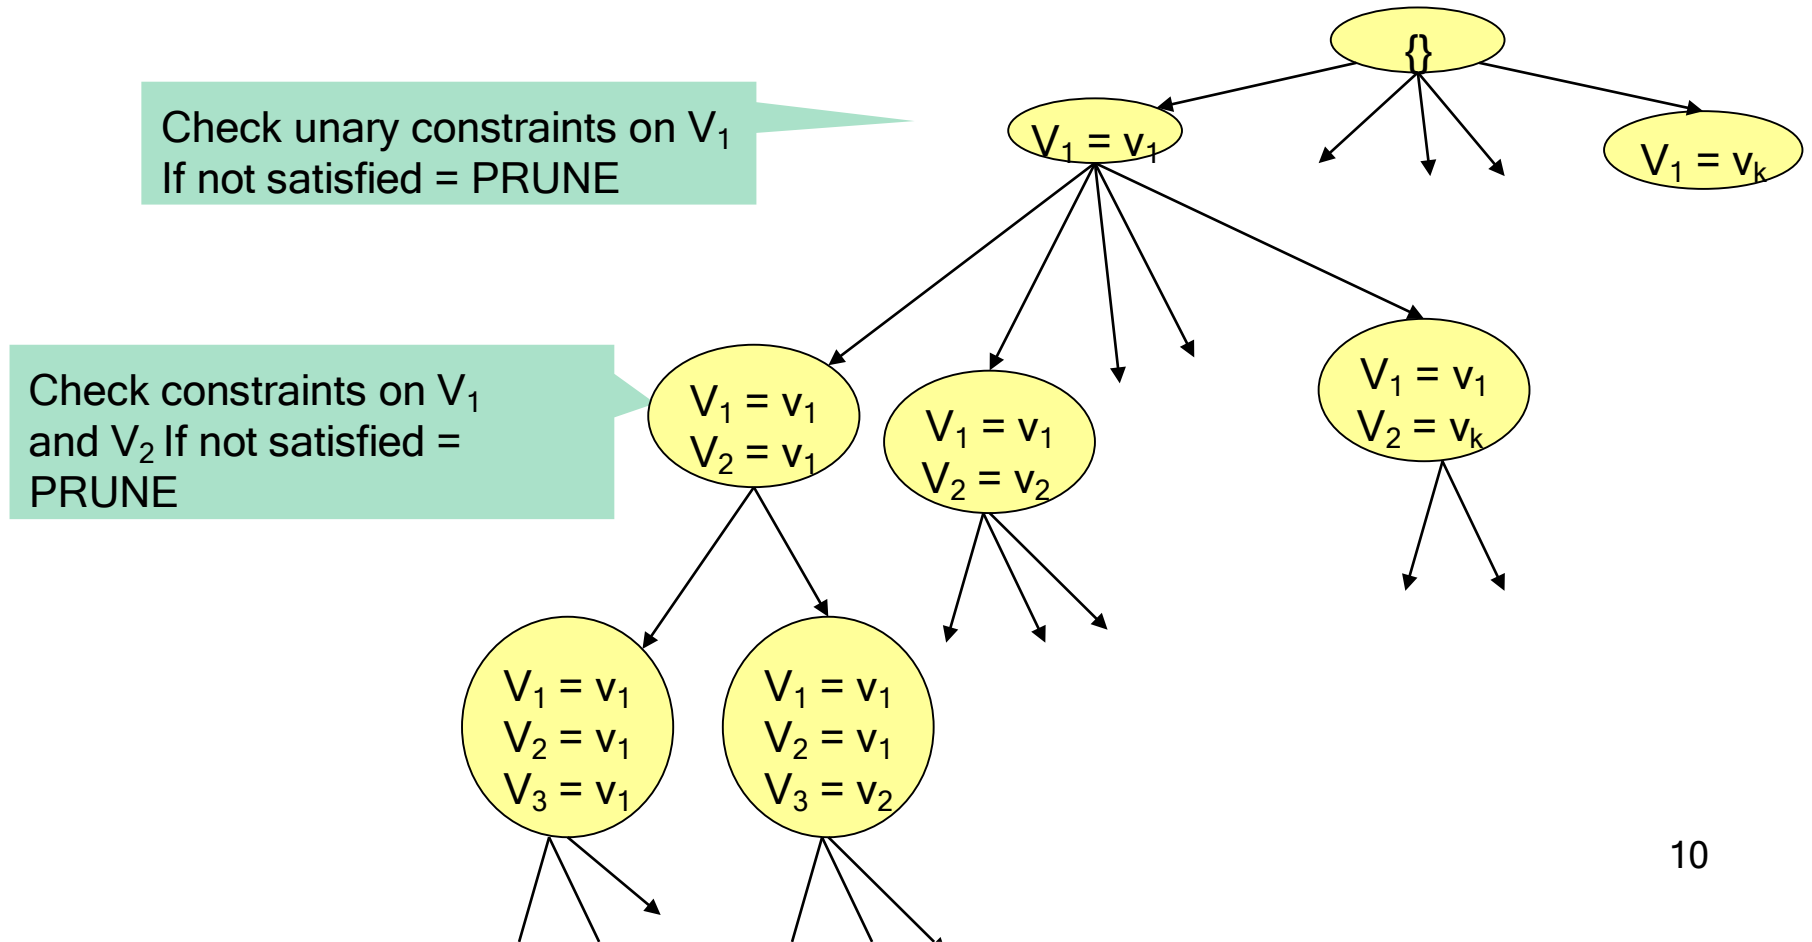 {}
Check unary constraints on V₁
If not satisfied = PRUNE
V₁ = v₁
V₁ = vₖ
Check constraints on V₁
and V₂ If not satisfied =
PRUNE
V₁ = v₁
V₂ = v₁
V₁ = v₁
V₂ = v₂
V₁ = v₁
V₂ = vₖ
V₁ = v₁
V₂ = v₁
V₃ = v₁
V₁ = v₁
V₂ = v₁
V₃ = v₂
10